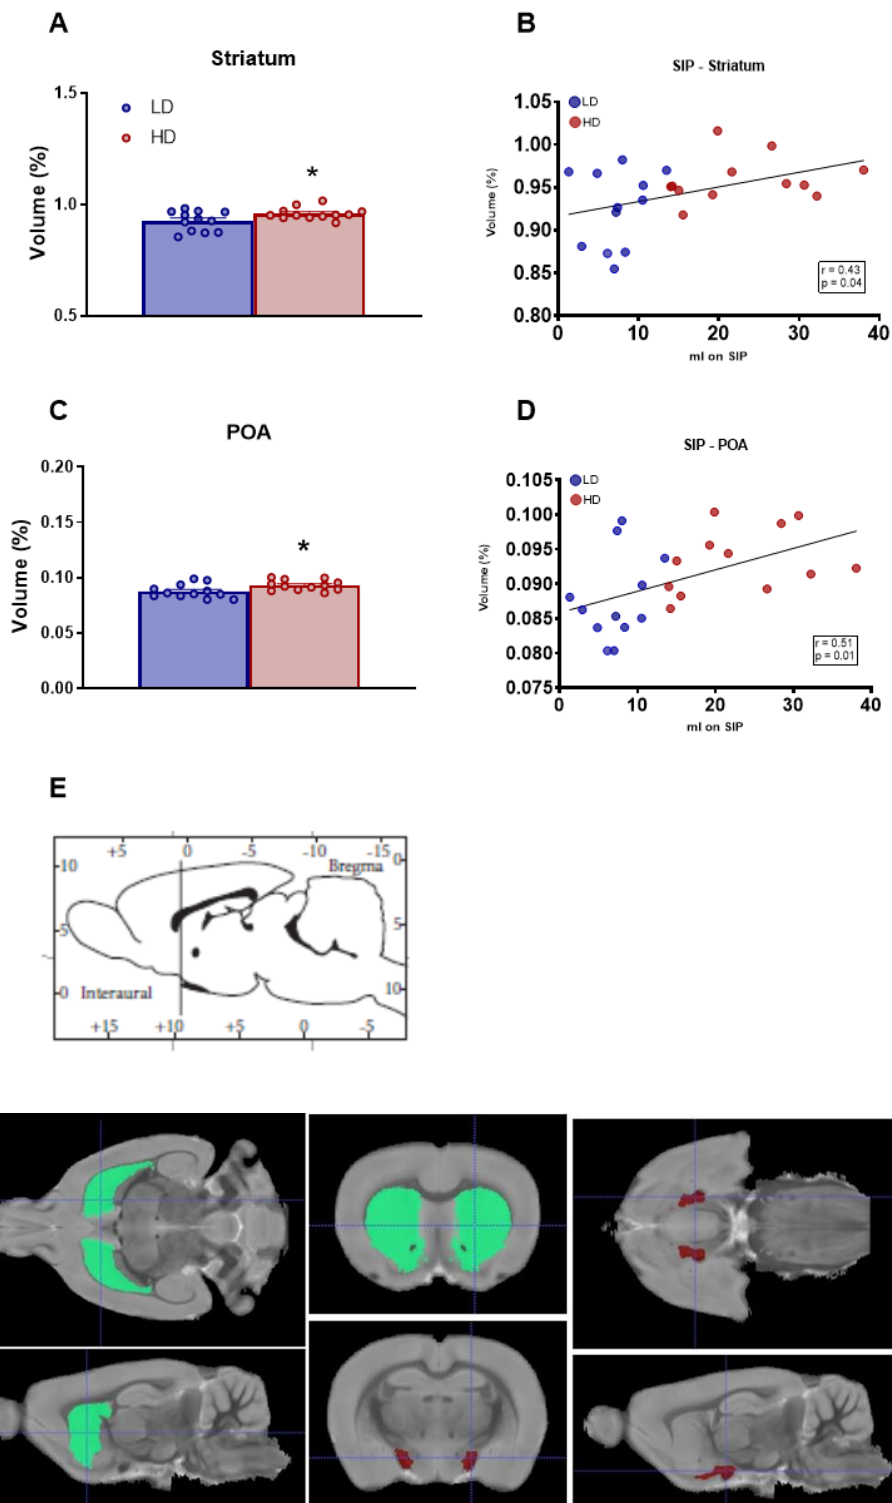 A
Striatum
1.5
1.0
0.5
Volume (%)
LD
HD
*
B
SIP - Striatum
LD
HD
1.05
1.00
0.95
0.90
0.85
0.80
Volume (%)
r = 0.43
p = 0.04
0 10 20 30 40
ml on SIP
C
POA
0.20
0.15
0.10
0.05
0.00
Volume (%)
*
D
SIP - POA
LD
HD
0.105
0.100
0.095
0.090
0.085
0.080
0.075
Volume (%)
r = 0.51
p = 0.01
10 20 30 40
ml on SIP
E
+5 0 -5 -10 -15
10 Bregma 0
5 5
0 Interaural 10
+15 +10 +5 0 -5